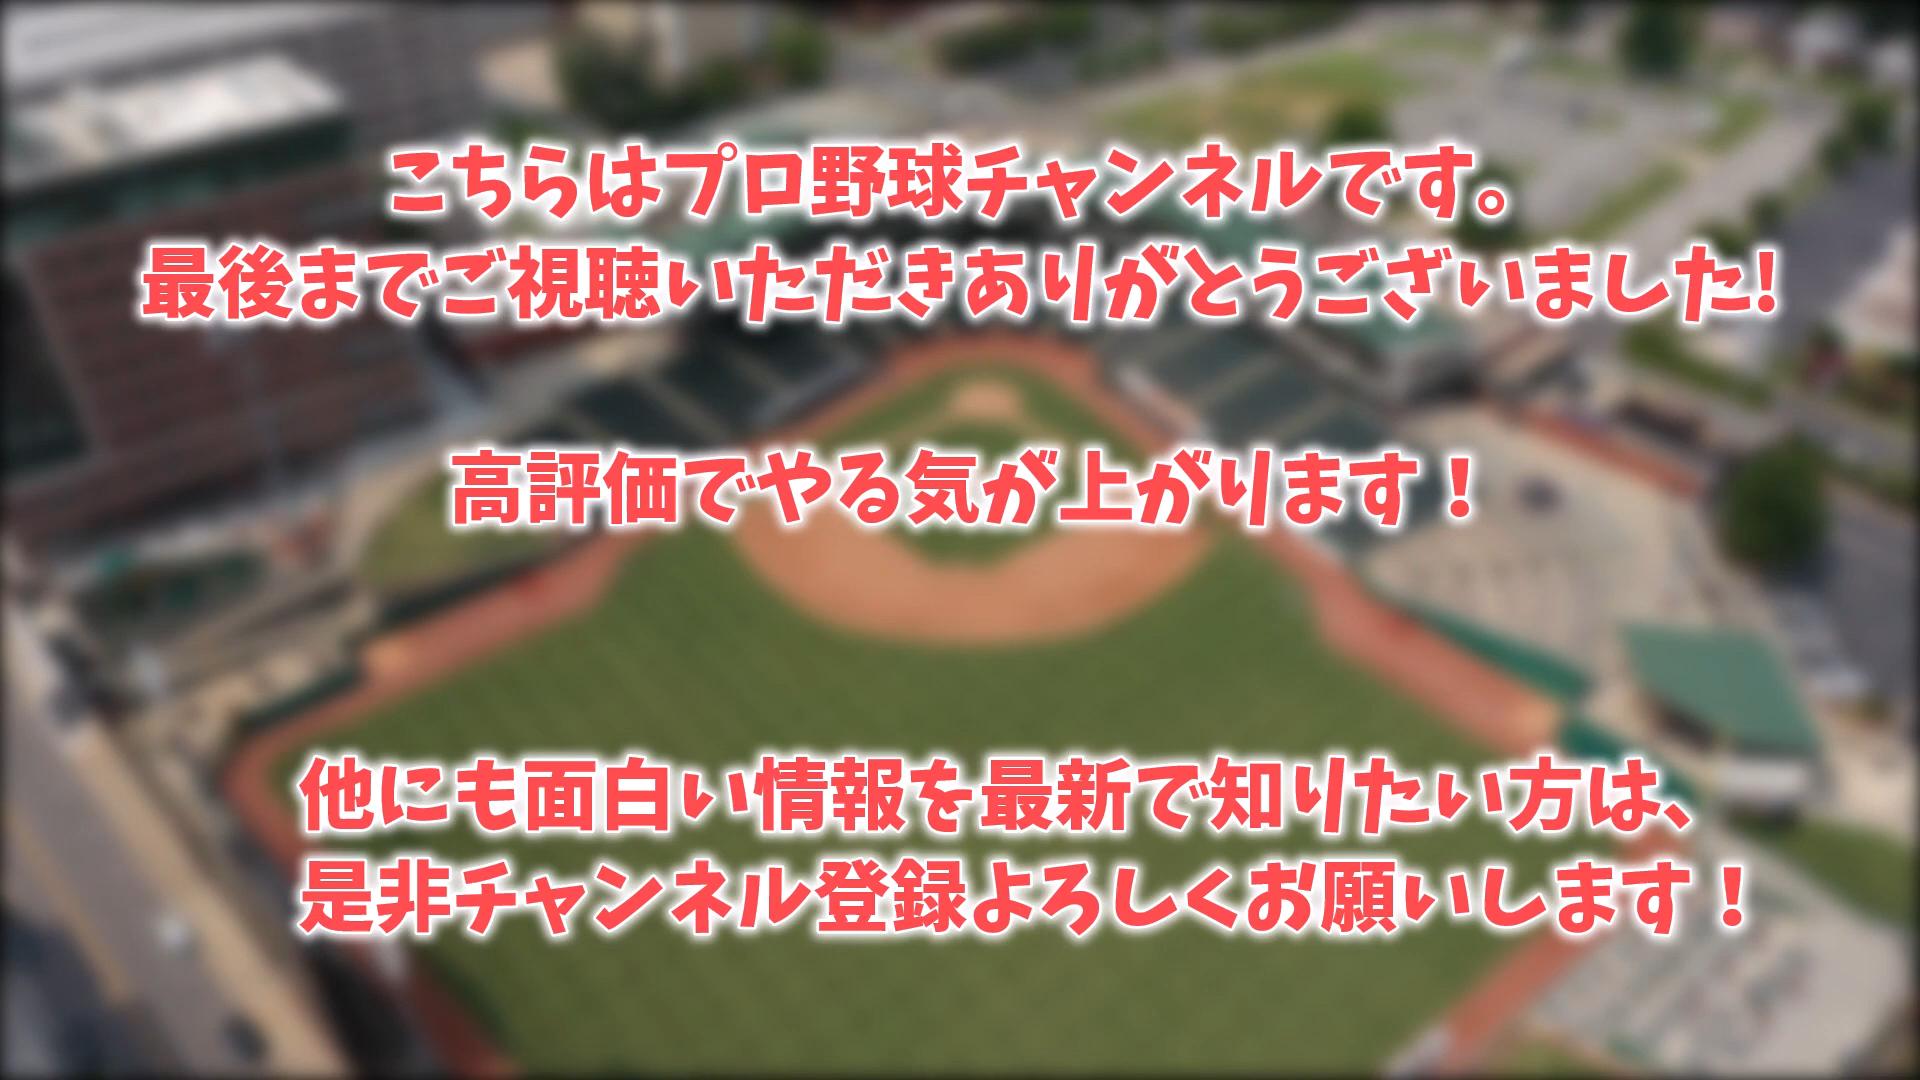 こちらはプロ野球チャンネルです。
最後までご視聴いただきありがとうございました!
高評価でやる気が上がります！
他にも面白い情報を最新で知りたい方は、
是非チャンネル登録よろしくお願いします！